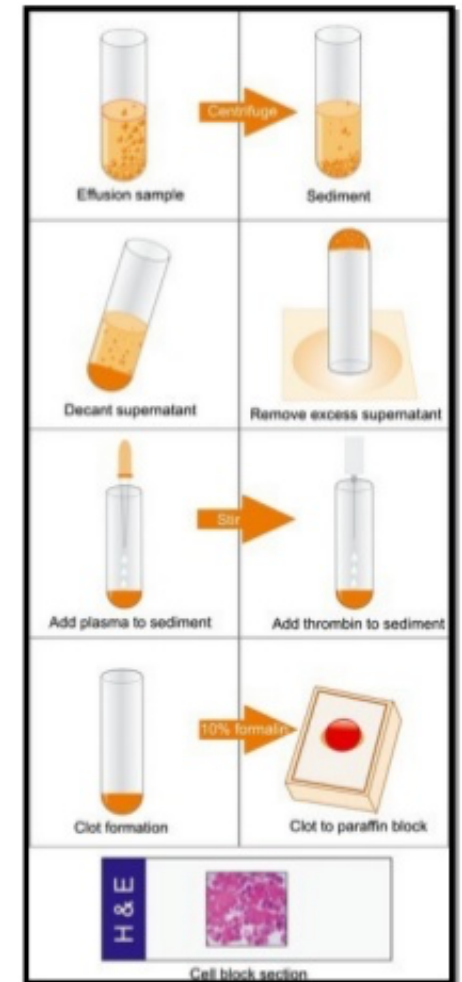 Centrifuge
Effusion sample
Sediment
Decant supernatant
Remove excess supernatant
Stir
Add plasma to sediment
Add thrombin to sediment
10% formalin
Clot formation
Clot to paraffin block
H & E
Cell block section